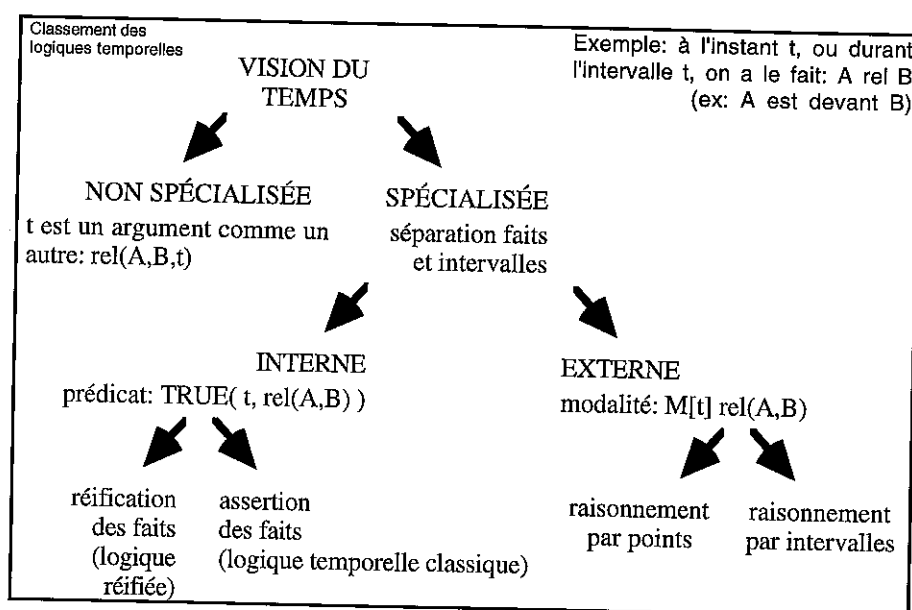 Classement des
logiques temporelles
Exemple: à l'instant t, ou durant
l'intervalle t, on a le fait: A rel B
(ex: A est devant B)
VISION DU
TEMPS
NON SPÉCIALISÉE
t est un argument comme un
autre: rel(A,B,t)
SPÉCIALISÉE
séparation faits
et intervalles
INTERNE
prédicat: TRUE( t, rel(A,B) )
EXTERNE
modalité: M[t] rel(A,B)
réification
des faits
(logique
réifiée)
assertion
des faits
(logique temporelle classique)
raisonnement
par points
raisonnement
par intervalles